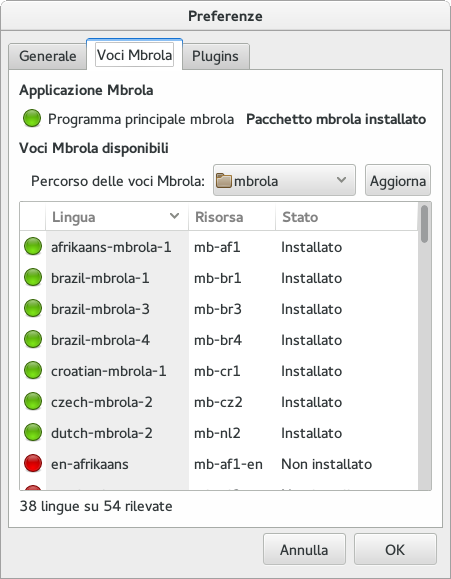 Preferenze
Generale Voci Mbrola Plugins
Applicazione Mbrola
Programma principale mbrola Pacchetto mbrola installato
Voci Mbrola disponibili
Percorso delle voci Mbrola: mbrola Aggiorna
Lingua Risorsa Stato
afrikaans-mbrola-1 mb-af1 Installato
brazil-mbrola-1 mb-br1 Installato
brazil-mbrola-3 mb-br3 Installato
brazil-mbrola-4 mb-br4 Installato
croatian-mbrola-1 mb-cr1 Installato
czech-mbrola-2 mb-cz2 Installato
dutch-mbrola-2 mb-nl2 Installato
en-afrikaans mb-af1-en Non installato
38 lingue su 54 rilevate
Annulla OK